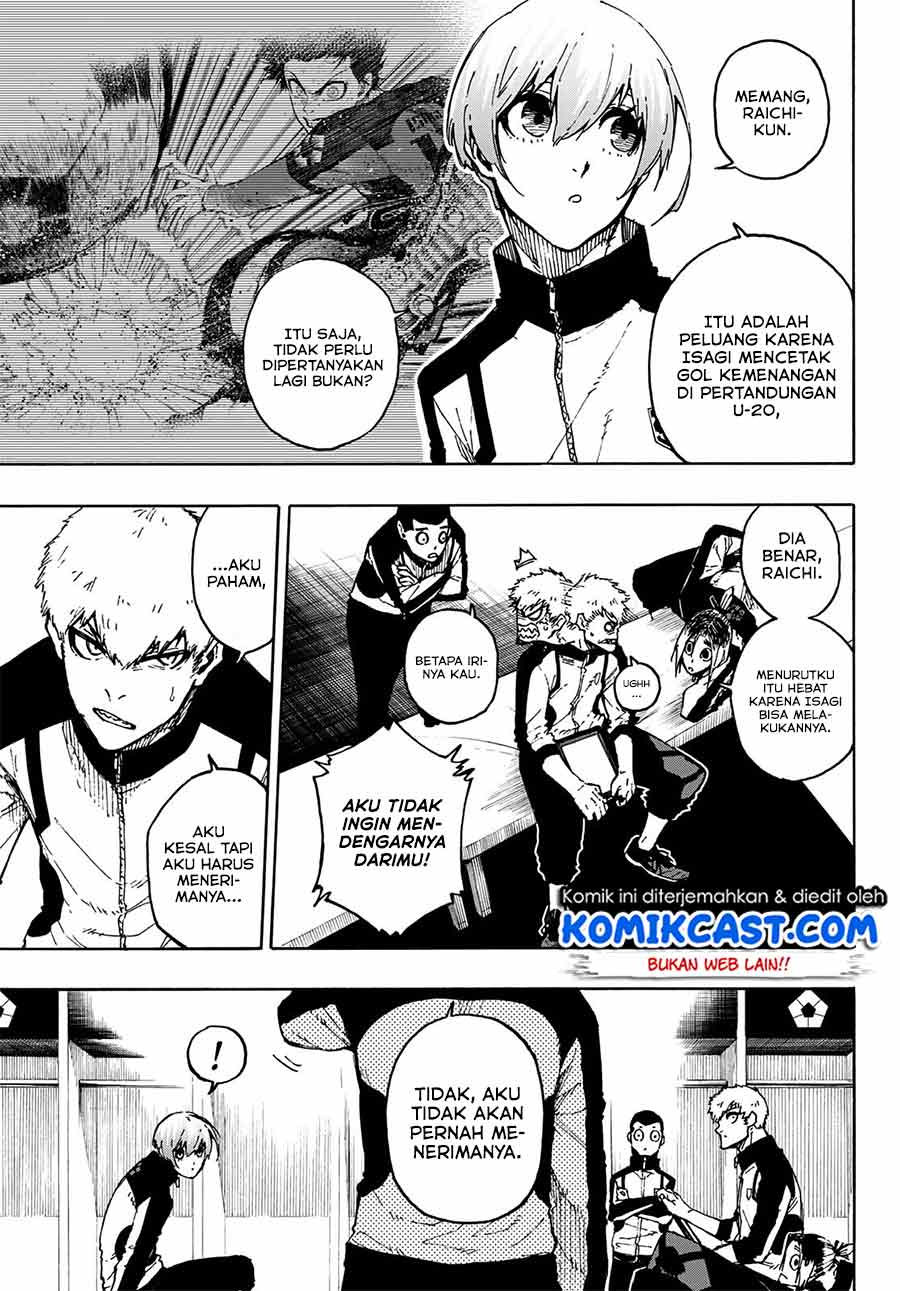 MEMANG,
RAICHI-
KUN.
ITU ADALAH
PELUANG KARENA
ISAGI MENCETAK
GOL KEMENANGAN
DI PERTANDUNGAN
U-20,
ITU SAJA,
TIDAK PERLU
DIPERTANYAKAN
LAGI BUKAN?
DIA
BENAR,
RAICHI.
MENURUTKU
ITU HEBAT
KARENA ISAGI
BISA MELA-
KUKANNYA.
UGHH
...
BETAPA IRI-
NYA KAU.
AKU TIDAK
INGIN MEN-
DENGARNYA
DARIMU!
...AKU
PAHAM,
AKU
KESAL TAPI
AKU HARUS
MENERI-
MANYA...
Komik ini diterjemahkan & diedit oleh
KOMIKCAST.COM
BUKAN WEB LAIN!!
TIDAK, AKU
TIDAK AKAN
PERNAH ME-
NERIMANYA.
!